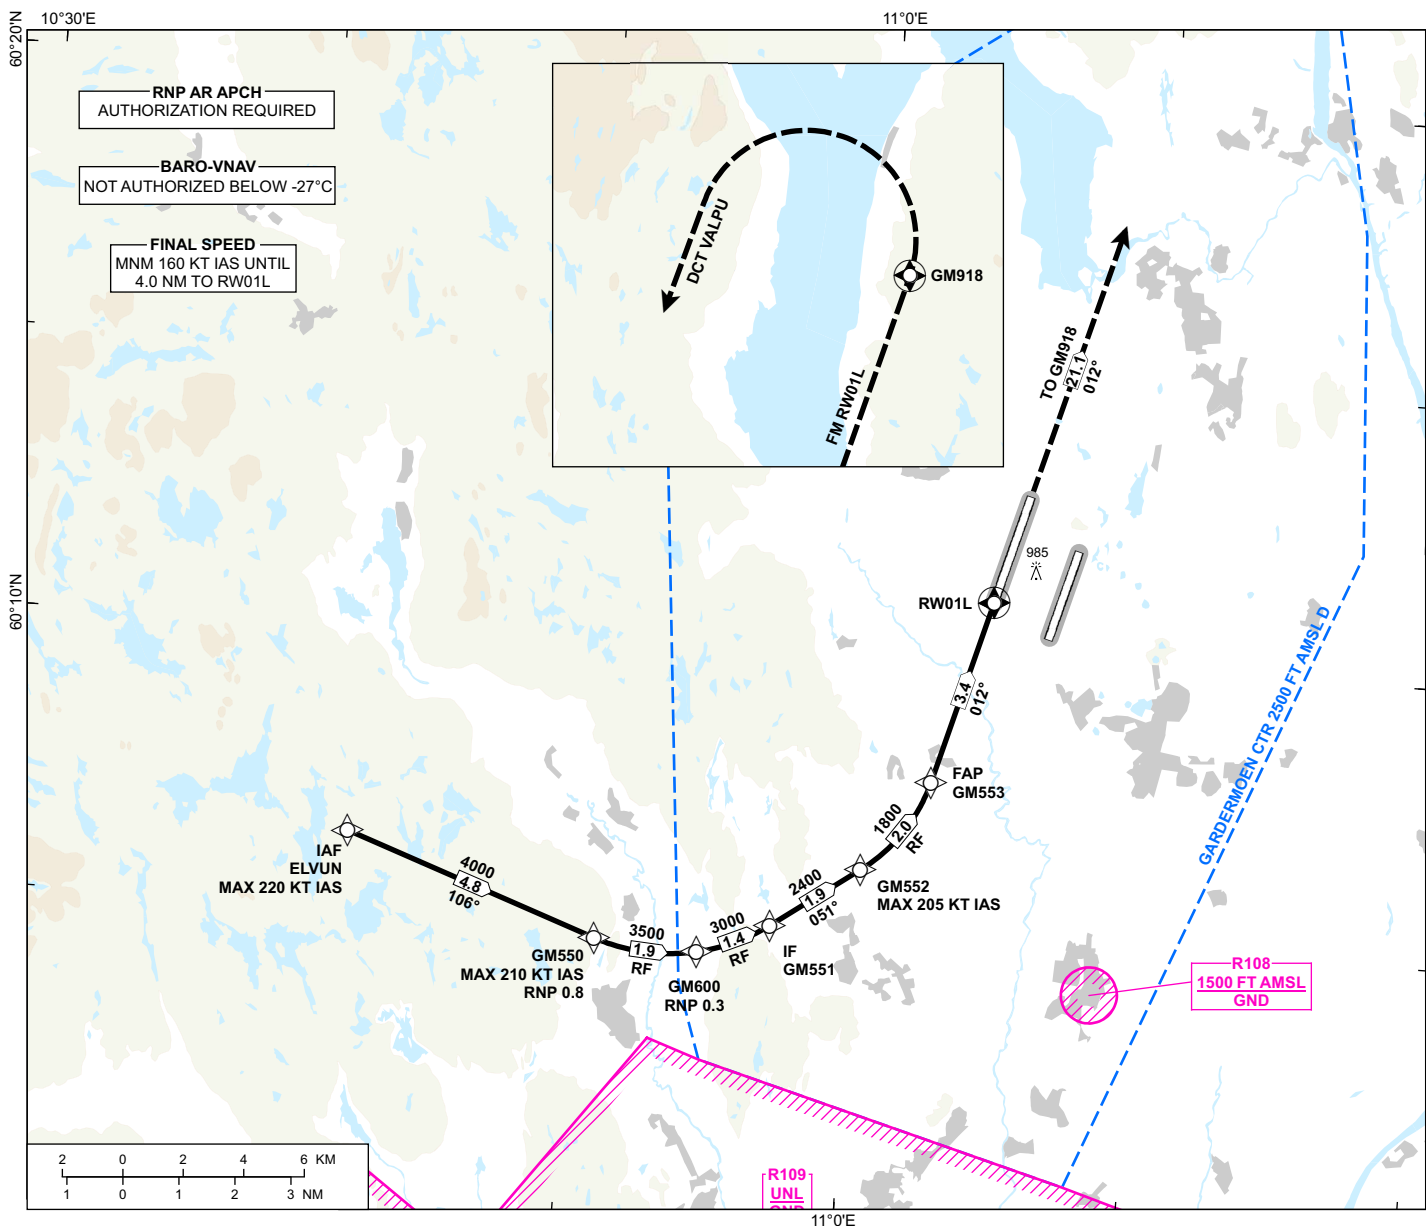 10°30'E
11°0'E
60°20'N
RNP AR APCH
AUTHORIZATION REQUIRED
BARO-VNAV
NOT AUTHORIZED BELOW -27°C
FINAL SPEED
MNM 160 KT IAS UNTIL
4.0 NM TO RW01L
DCT VALPU
GM918
FM RW01L
TO GM918
21.1
012°
985
60°10'N
RW01L
3.4
012°
GARDERMOEN CTR 2500 FT AMSL D
FAP
GM553
1800
2.0
RF
IAF
ELVUN
MAX 220 KT IAS
4000
4.8
106°
2400
1.9
051°
GM552
MAX 205 KT IAS
3500
1.9
RF
3000
1.4
RF
IF
GM551
GM550
MAX 210 KT IAS
RNP 0.8
GM600
RNP 0.3
R108
1500 FT AMSL
GND
R109
UNL
GND
2 0 2 4 6 KM
1 0 1 2 3 NM
11°0'E